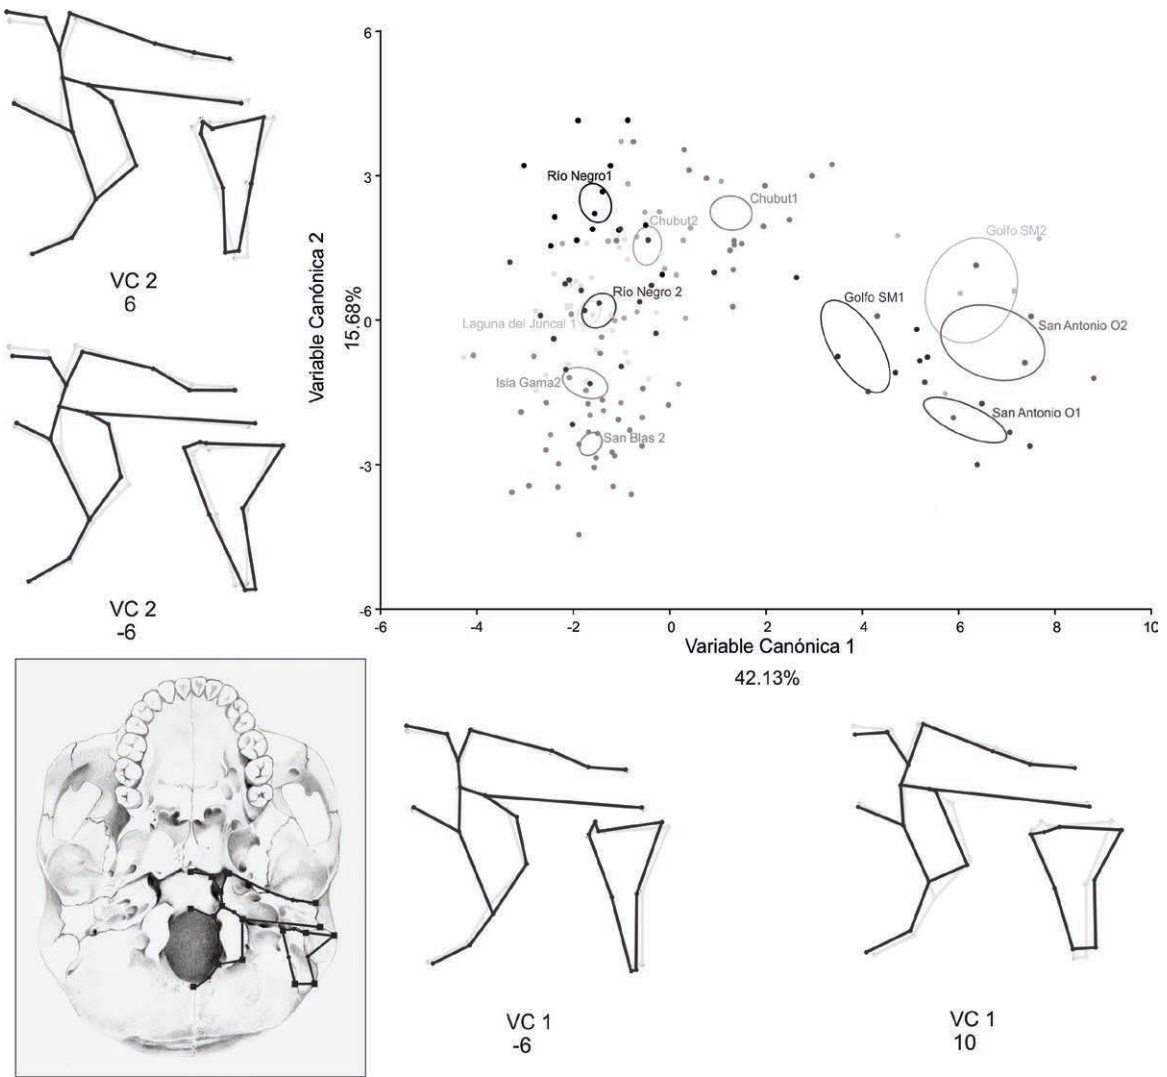 VC 2
6
VC 2
-6
Variable Canónica 2
15.68%
6
3
0
-3
-6
Río Negro1
Chubut1
Chubut2
Golfo SM2
Río Negro 2
Golfo SM1
Laguna del Juncal 1
San Antonio O2
Isla Gama2
San Antonio O1
San Blas 2
-6
-4
-2
0
2
4
6
8
10
Variable Canónica 1
42.13%
VC 1
-6
VC 1
10